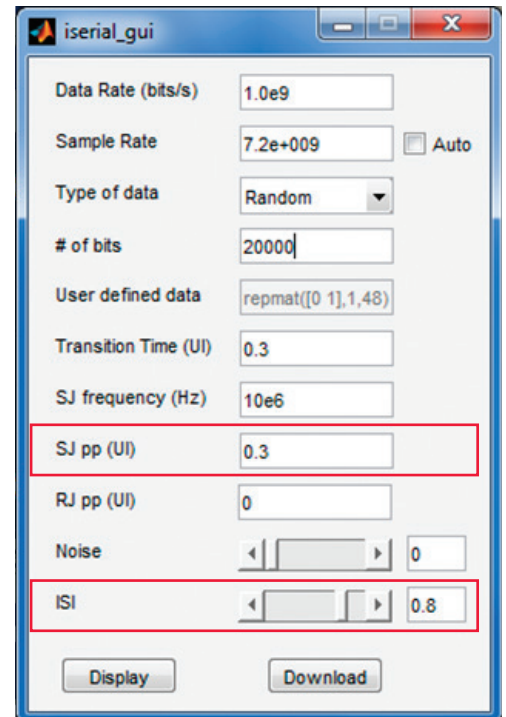 iserial_gui
Data Rate (bits/s) 1.0e9
Sample Rate 7.2e+009 Auto
Type of data Random
# of bits 20000
User defined data repmat([0 1],1,48)
Transition Time (UI) 0.3
SJ frequency (Hz) 10e6
SJ pp (UI) 0.3
RJ pp (UI) 0
Noise 0
ISI 0.8
Display Download